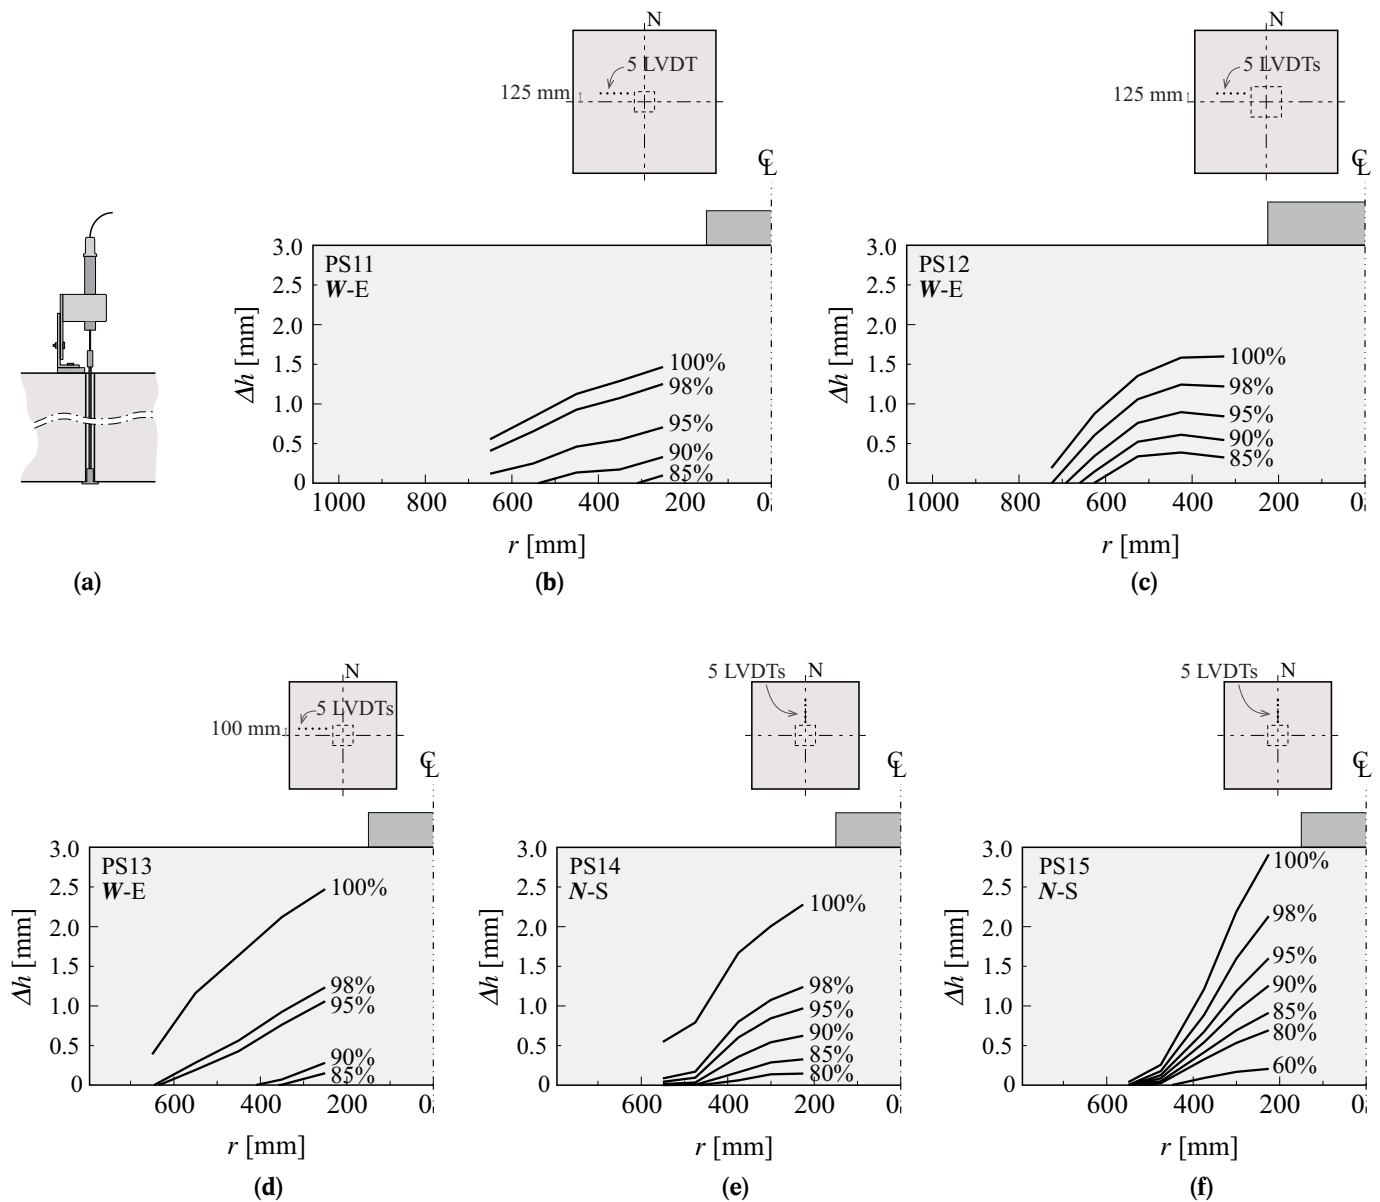 N
5 LVDT
125 mm
℄
3.0
2.5
2.0
1.5
1.0
0.5
0
Δh [mm]
PS11
W-E
100%
98%
95%
90%
85%
1000
800
600
400
200
0
r [mm]
N
5 LVDTs
125 mm
℄
3.0
2.5
2.0
1.5
1.0
0.5
0
Δh [mm]
PS12
W-E
100%
98%
95%
90%
85%
1000
800
600
400
200
0
r [mm]
(a)
(b)
(c)
N
5 LVDTs
100 mm
℄
3.0
2.5
2.0
1.5
1.0
0.5
0
Δh [mm]
PS13
W-E
100%
98%
95%
90%
85%
600
400
200
0
r [mm]
(d)
5 LVDTs
N
℄
3.0
2.5
2.0
1.5
1.0
0.5
0
Δh [mm]
PS14
N-S
100%
98%
95%
90%
85%
80%
600
400
200
0
r [mm]
(e)
5 LVDTs
N
℄
3.0
2.5
2.0
1.5
1.0
0.5
0
Δh [mm]
PS15
N-S
100%
98%
95%
90%
85%
80%
60%
600
400
200
0
r [mm]
(f)